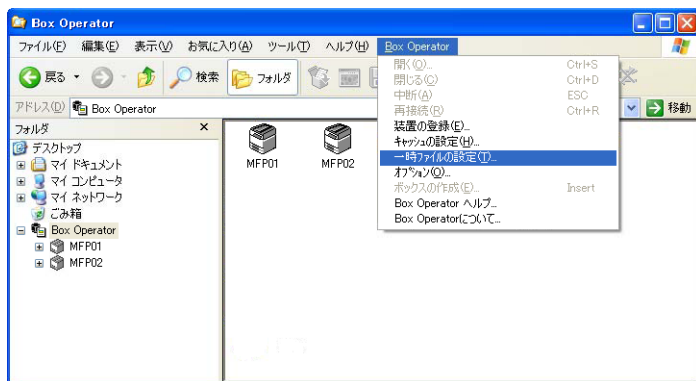 Box Operator
ファイル(F) 編集(E) 表示(V) お気に入り(A) ツール(T) ヘルプ(H) Box Operator
戻る 検索 フォルダ
アドレス(D) Box Operator 移動
フォルダ ×
デスクトップ
マイ ドキュメント
マイ コンピュータ
マイ ネットワーク
ごみ箱
Box Operator
MFP01
MFP02
MFP01 MFP02
開く(O)... Ctrl+S
閉じる(C) Ctrl+D
中断(A) ESC
再接続(R) Ctrl+R
装置の登録(E)...
キャッシュの設定(H)...
一時ファイルの設定(T)...
オプション(O)...
ボックスの作成(E)... Insert
Box Operator ヘルプ...
Box Operatorについて...